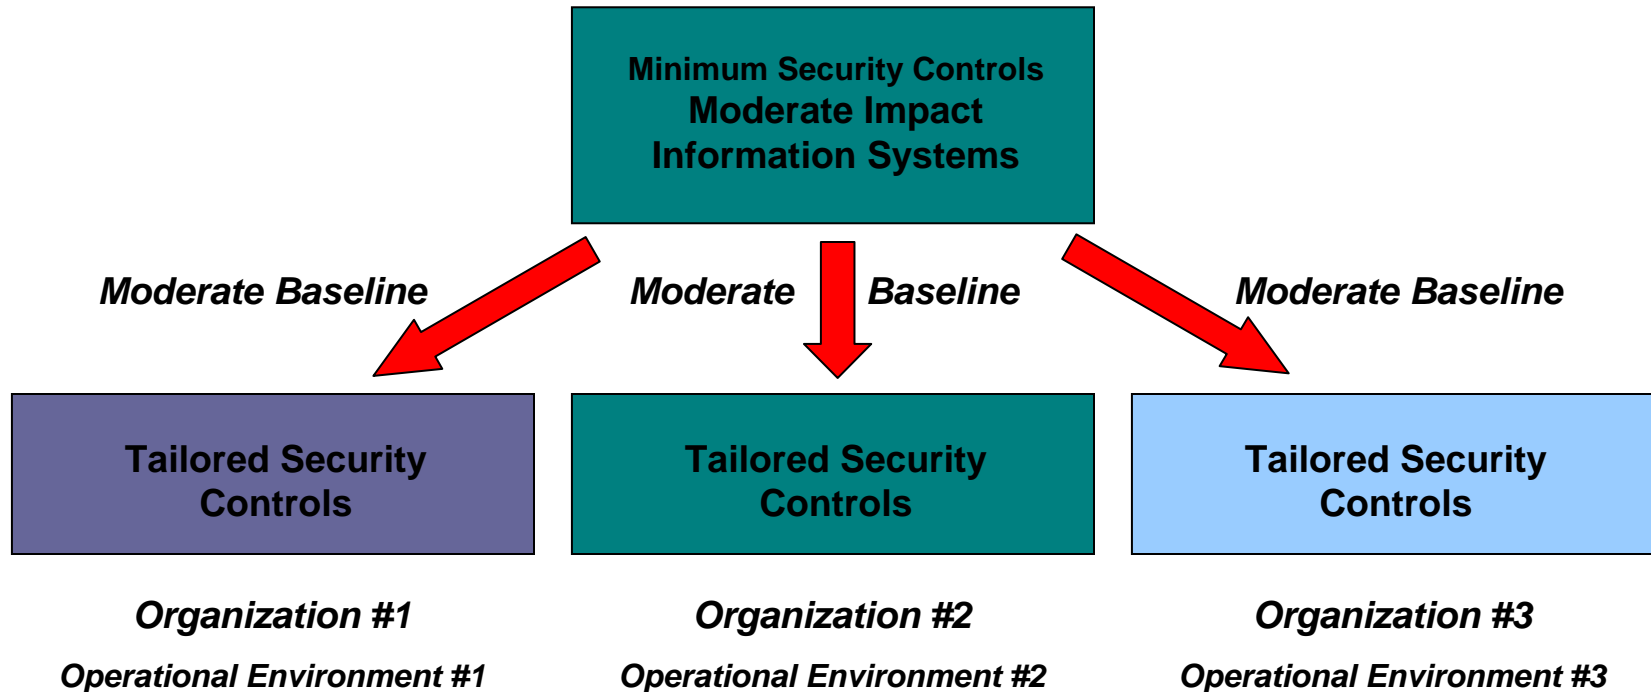 Minimum Security Controls
Moderate Impact
Information Systems
Moderate Baseline
Moderate Baseline
Moderate Baseline
Tailored Security
Controls
Tailored Security
Controls
Tailored Security
Controls
Organization #1
Operational Environment #1
Organization #2
Operational Environment #2
Organization #3
Operational Environment #3